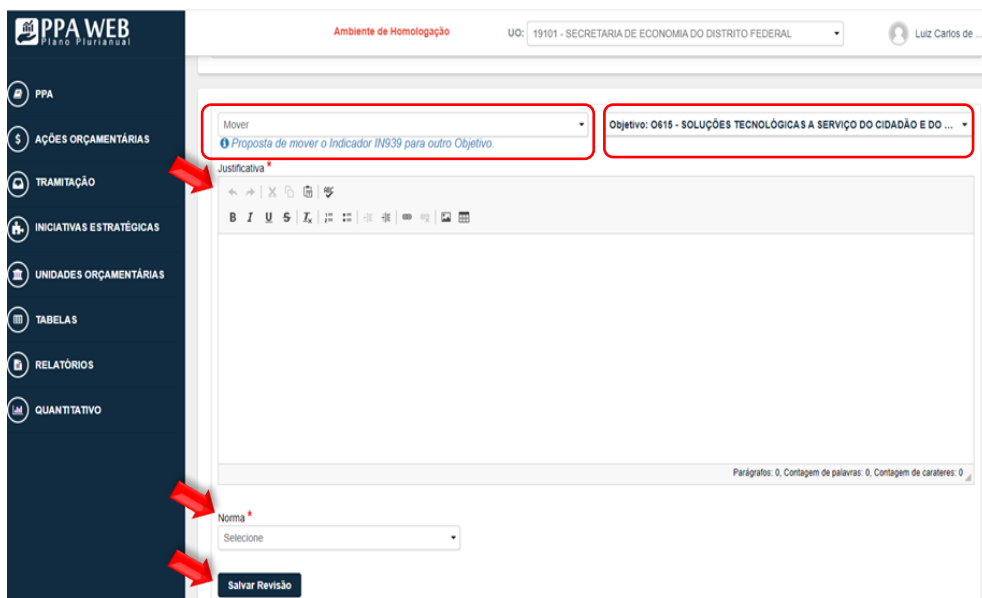 PPA WEB
Plano Plurianual
Ambiente de Homologação
UO: 19101 - SECRETARIA DE ECONOMIA DO DISTRITO FEDERAL
Luiz Carlos de ...
PPA
AÇÕES ORÇAMENTÁRIAS
TRAMITAÇÃO
INICIATIVAS ESTRATÉGICAS
UNIDADES ORÇAMENTÁRIAS
TABELAS
RELATÓRIOS
QUANTITATIVO
Mover
Objetivo: O615 - SOLUÇÕES TECNOLÓGICAS A SERVIÇO DO CIDADÃO E DO ...
Proposta de mover o Indicador IN939 para outro Objetivo.
Justificativa *
B I U S Ix
Parágrafos: 0, Contagem de palavras: 0, Contagem de carateres: 0
Norma *
Selecione
Salvar Revisão